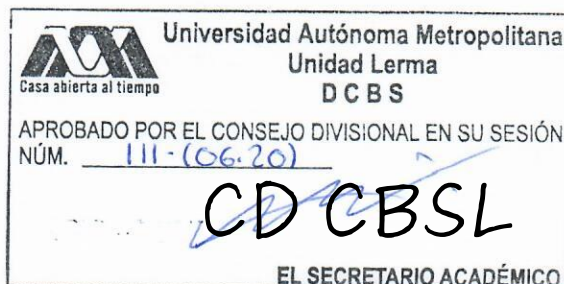 Universidad Autónoma Metropolitana
Unidad Lerma
Casa abierta al tiempo
DCBS
APROBADO POR EL CONSEJO DIVISIONAL EN SU SESIÓN
NÚM. III-(06.20)
CD CBSL
EL SECRETARIO ACADÉMICO